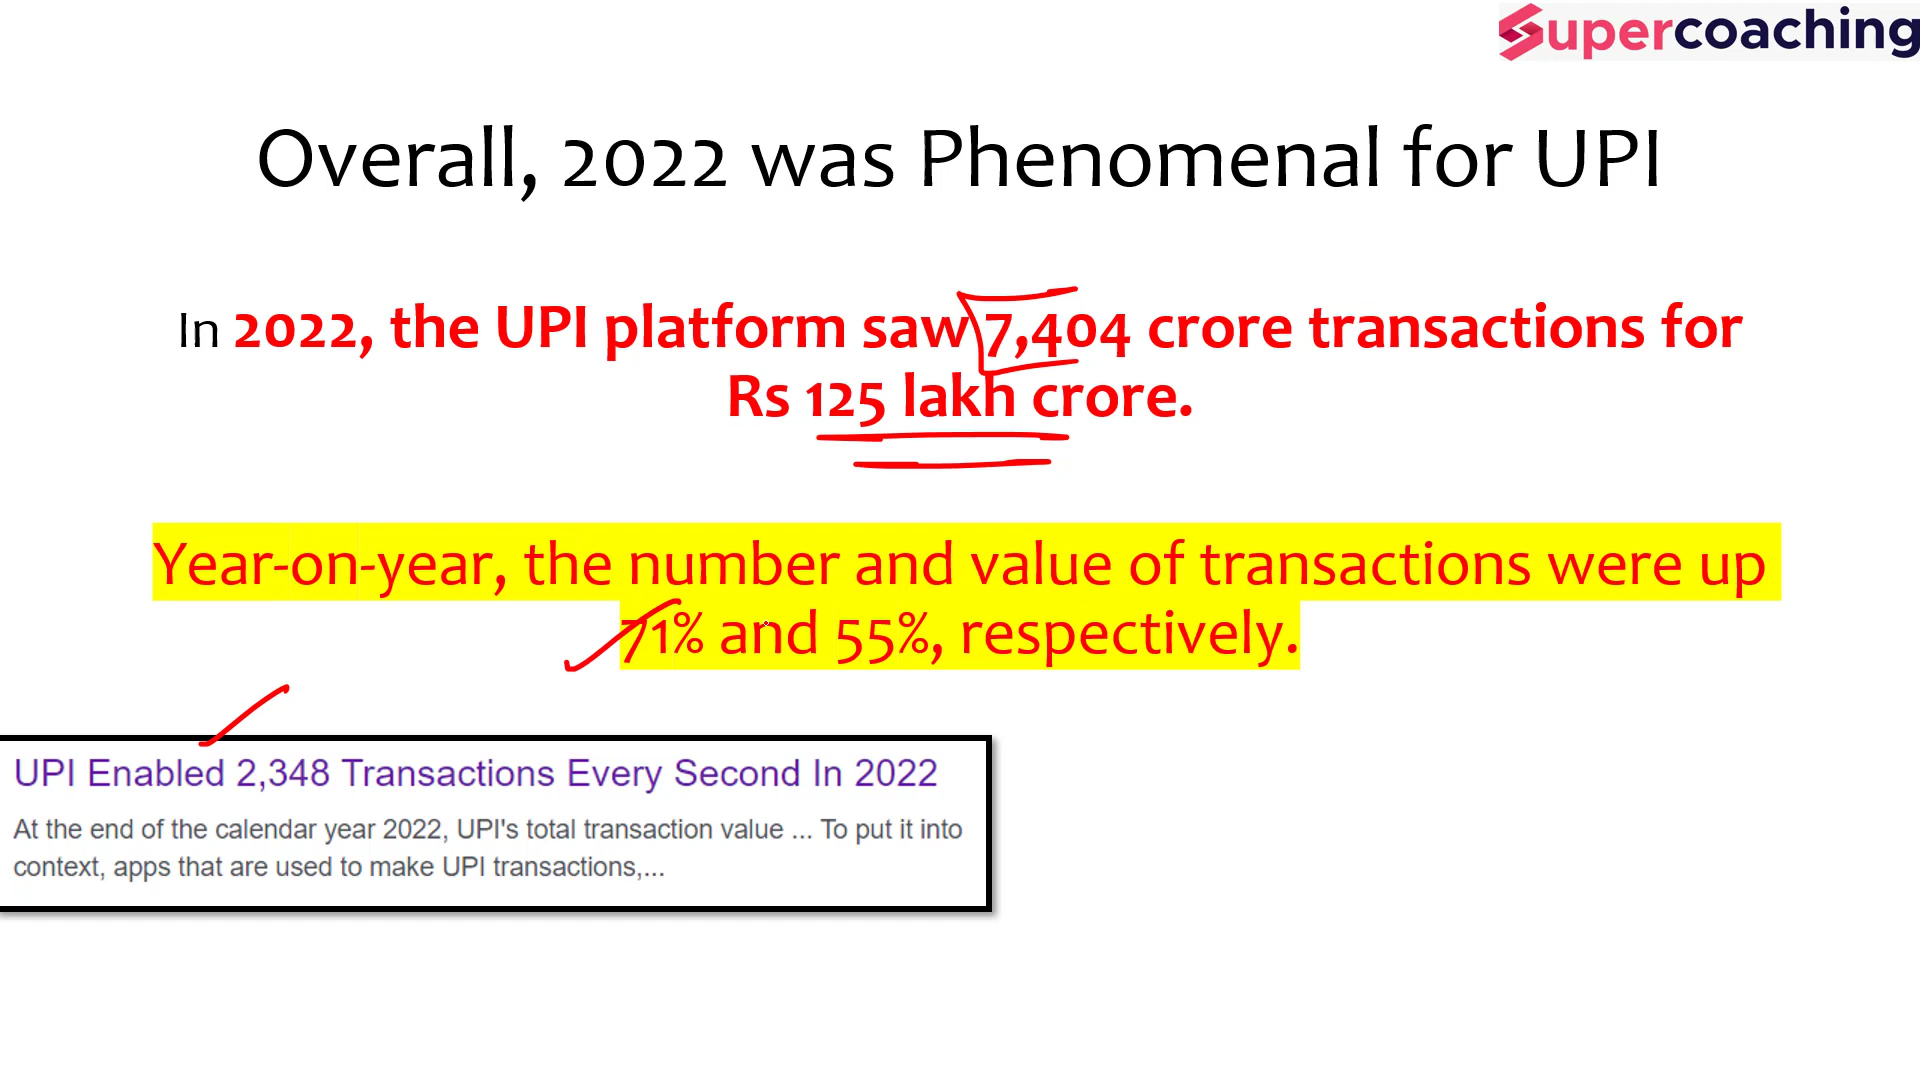 Supercoaching
Overall, 2022 was Phenomenal for UPI
In 2022, the UPI platform saw 7,404 crore transactions for
Rs 125 lakh crore.
Year-on-year, the number and value of transactions were up
71% and 55%, respectively.
UPI Enabled 2,348 Transactions Every Second In 2022
At the end of the calendar year 2022, UPI's total transaction value ... To put it into
context, apps that are used to make UPI transactions,...